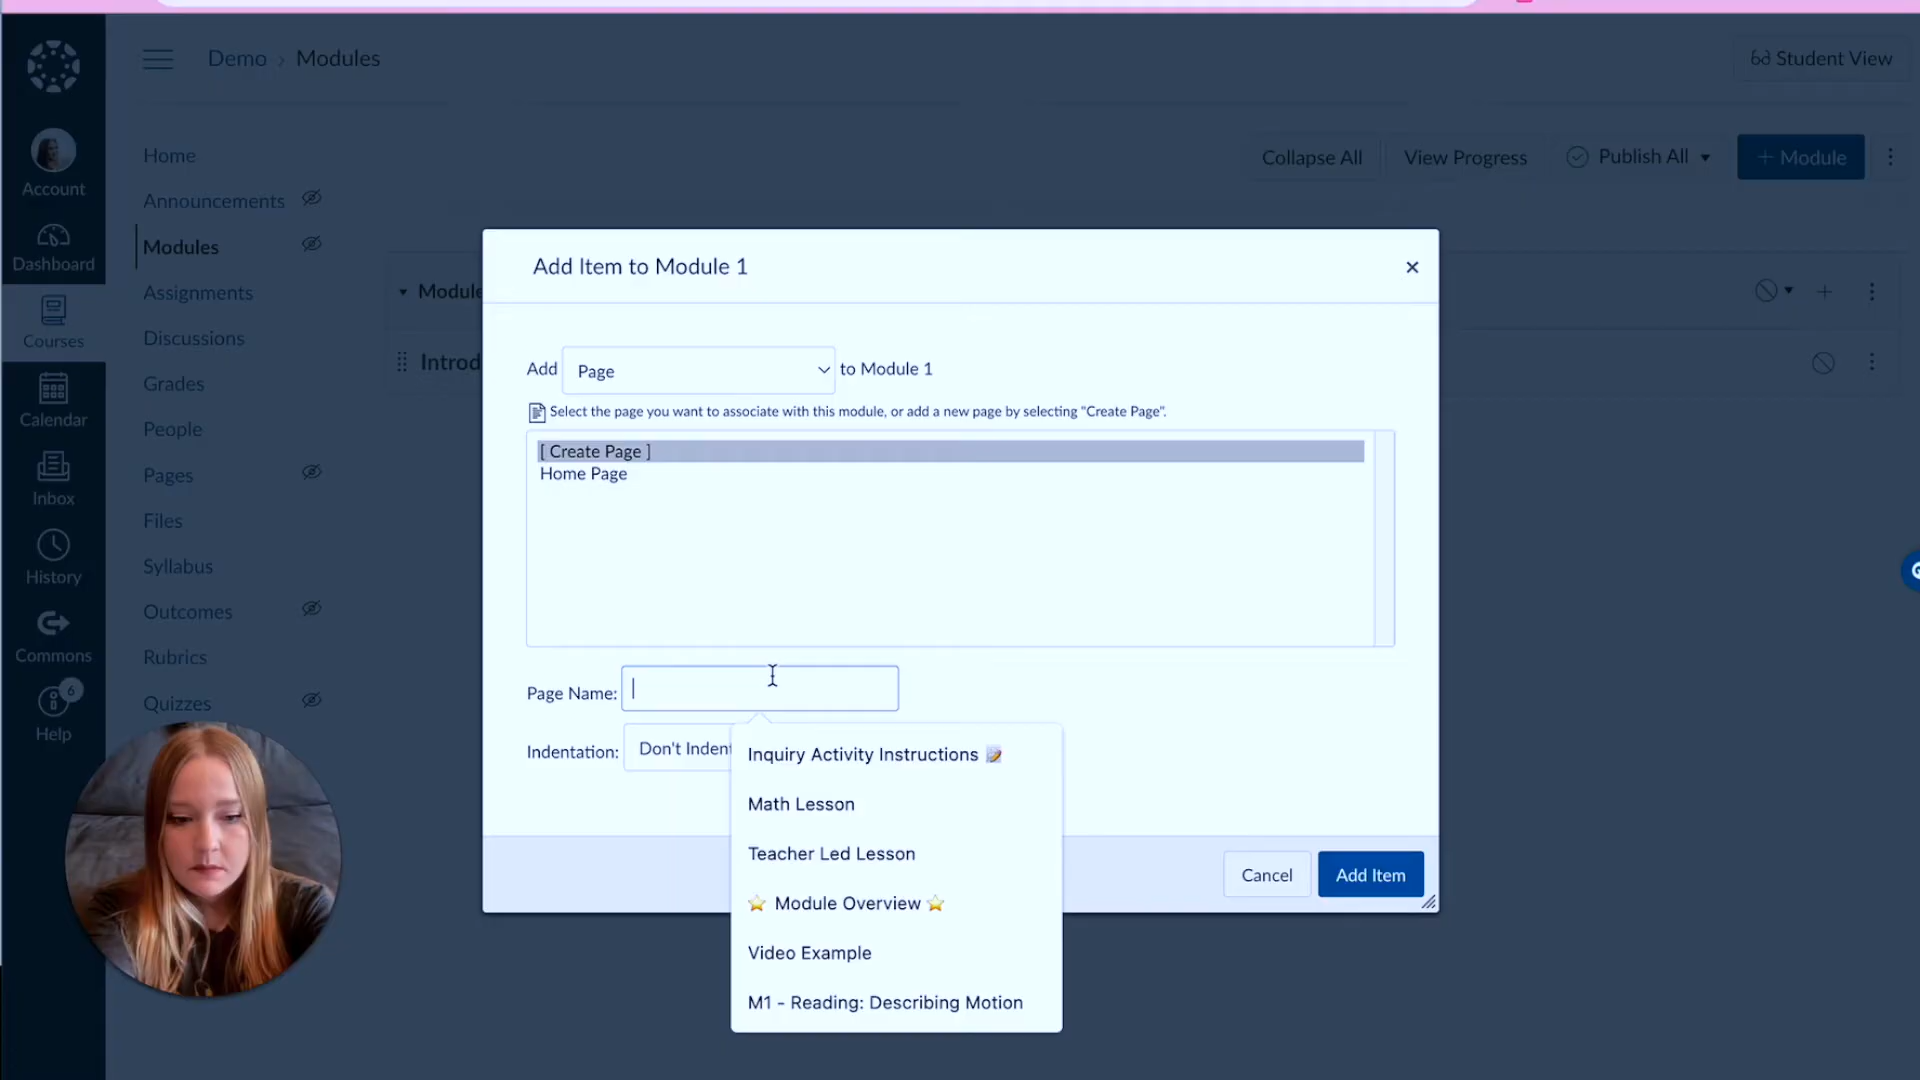 Demo › Modules
Student View
Account
Dashboard
Courses
Calendar
Inbox
History
Commons
6
Help
Home
Announcements
Modules
Assignments
Discussions
Grades
People
Pages
Files
Syllabus
Outcomes
Rubrics
Quizzes
Collapse All
View Progress
Publish All
+ Module
Module
Introd
Add Item to Module 1
Add Page to Module 1
Select the page you want to associate with this module, or add a new page by selecting "Create Page".
[ Create Page ]
Home Page
Page Name:
Indentation: Don't Indent
Inquiry Activity Instructions 📝
Math Lesson
Teacher Led Lesson
⭐ Module Overview ⭐
Video Example
M1 - Reading: Describing Motion
Cancel
Add Item